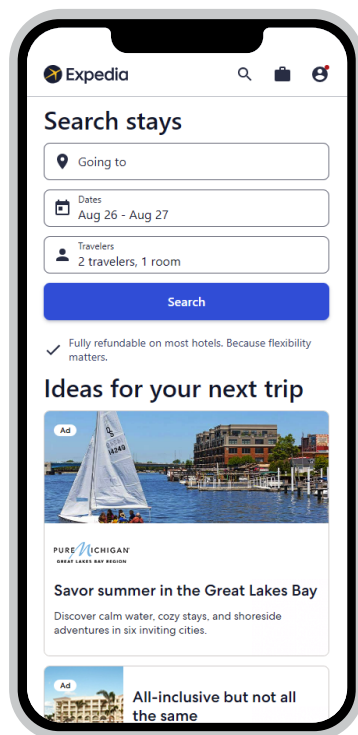 Expedia
Search stays
Going to
Dates
Aug 26 - Aug 27
Travelers
2 travelers, 1 room
Search
Fully refundable on most hotels. Because flexibility
matters.
Ideas for your next trip
Ad
PURE MICHIGAN
GREAT LAKES BAY REGION
Savor summer in the Great Lakes Bay
Discover calm water, cozy stays, and shoreside
adventures in six inviting cities.
Ad
All-inclusive but not all
the same